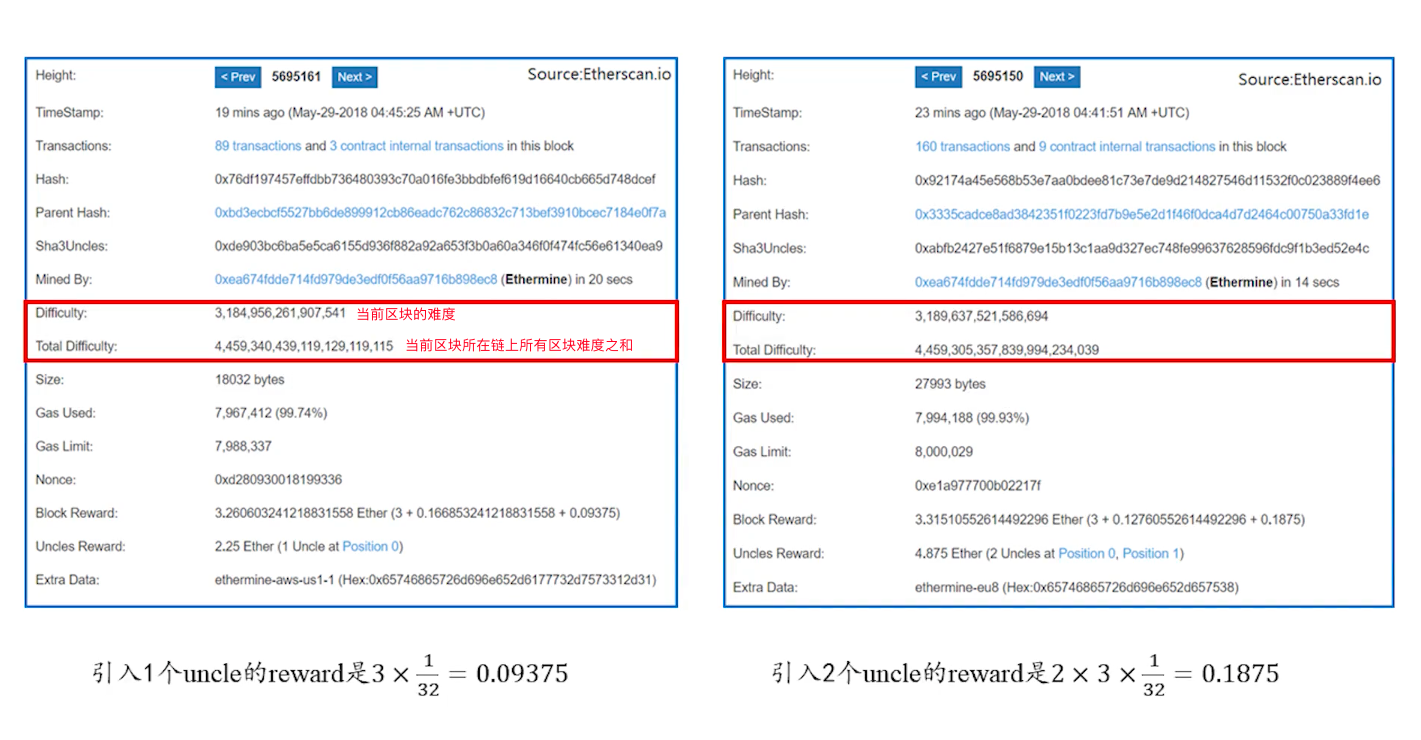 Height: < Prev 5695161 Next > Source:Etherscan.io
TimeStamp: 19 mins ago (May-29-2018 04:45:25 AM +UTC)
Transactions: 89 transactions and 3 contract internal transactions in this block
Hash: 0x76df197457effdbb736480393c70a016fe3bbdbfef619d16640cb665d748dcef
Parent Hash: 0xbd3ecbcf5527bb6de899912cb86eadc762c86832c713bef3910bcec7184e0f7a
Sha3Uncles: 0xde903bc6ba5e5ca6155d936f882a92a653f3b0a60a346f0f474fc56e61340ea9
Mined By: 0xea674fdde714fd979de3edf0f56aa9716b898ec8 (Ethermine) in 20 secs
Difficulty: 3,184,956,261,907,541 当前区块的难度
Total Difficulty: 4,459,340,439,119,129,119,115 当前区块所在链上所有区块难度之和
Size: 18032 bytes
Gas Used: 7,967,412 (99.74%)
Gas Limit: 7,988,337
Nonce: 0xd280930018199336
Block Reward: 3.260603241218831558 Ether (3 + 0.166853241218831558 + 0.09375)
Uncles Reward: 2.25 Ether (1 Uncle at Position 0)
Extra Data: ethermine-aws-us1-1 (Hex:0x65746865726d696e652d6177732d7573312d31)
引入1个uncle的reward是3 × 1/32 = 0.09375
Height: < Prev 5695150 Next > Source:Etherscan.io
TimeStamp: 23 mins ago (May-29-2018 04:41:51 AM +UTC)
Transactions: 160 transactions and 9 contract internal transactions in this block
Hash: 0x92174a45e568b53e7aa0bdee81c73e7de9d214827546d11532f0c023889f4ee6
Parent Hash: 0x3335cadce8ad3842351f0223fd7b9e5e2d1f46f0dca4d7d2464c00750a33fd1e
Sha3Uncles: 0xabfb2427e51f6879e15b13c1aa9d327ec748fe99637628596fdc9f1b3ed52e4c
Mined By: 0xea674fdde714fd979de3edf0f56aa9716b898ec8 (Ethermine) in 14 secs
Difficulty: 3,189,637,521,586,694
Total Difficulty: 4,459,305,357,839,994,234,039
Size: 27993 bytes
Gas Used: 7,994,188 (99.93%)
Gas Limit: 8,000,029
Nonce: 0xe1a977700b02217f
Block Reward: 3.31510552614492296 Ether (3 + 0.12760552614492296 + 0.1875)
Uncles Reward: 4.875 Ether (2 Uncles at Position 0, Position 1)
Extra Data: ethermine-eu8 (Hex:0x65746865726d696e652d657538)
引入2个uncle的reward是2 × 3 × 1/32 = 0.1875